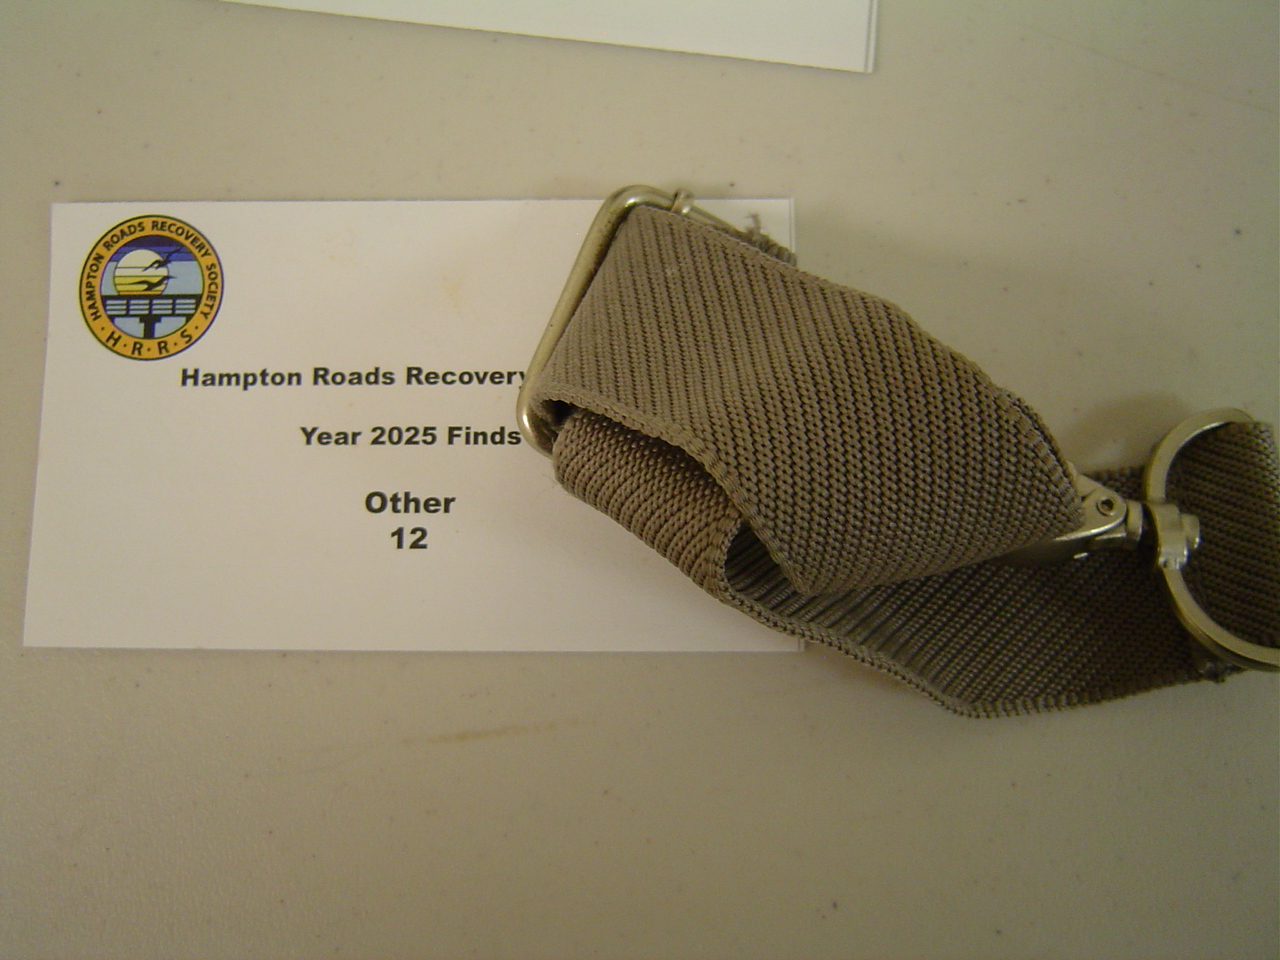 HAMPTON ROADS RECOVERY SOCIETY
· H · R · R · S ·
Hampton Roads Recovery
Year 2025 Finds
Other
12